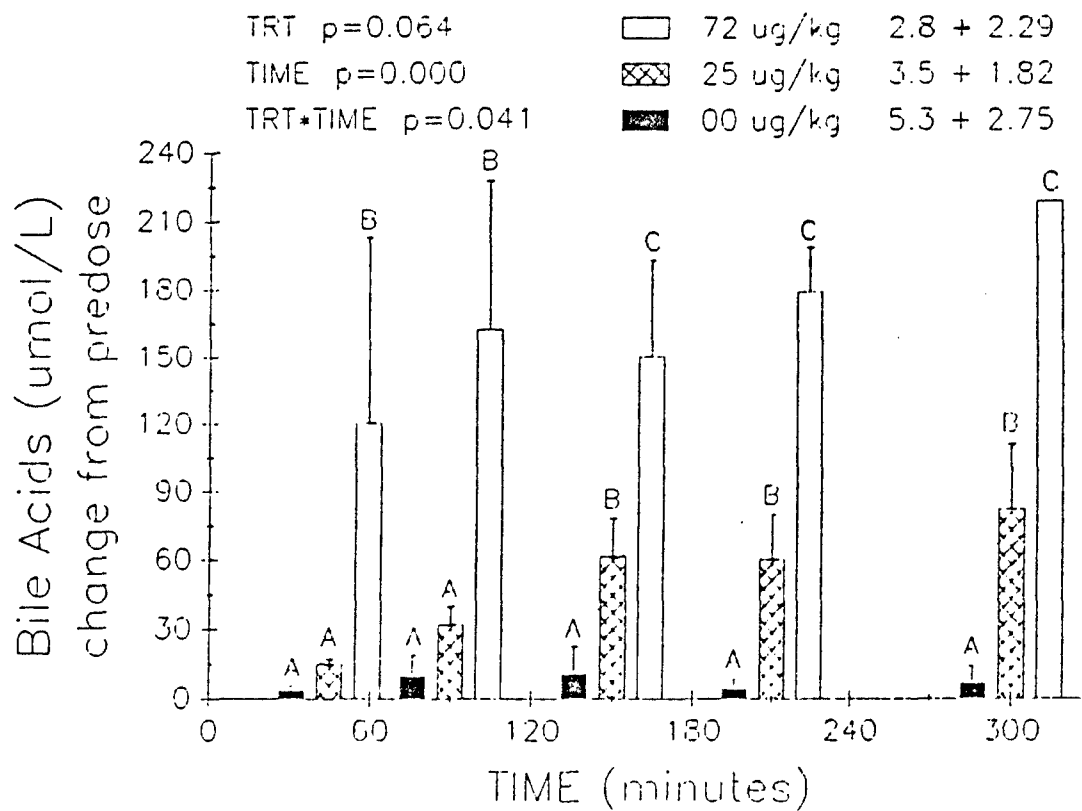 TRT p=0.064
TIME p=0.000
TRT*TIME p=0.041
72 ug/kg 2.8 + 2.29
25 ug/kg 3.5 + 1.82
00 ug/kg 5.3 + 2.75
Bile Acids (umol/L)
change from predose
240
210
180
150
120
90
60
30
0
A A B
A A B
A B C
A B C
A B C
0 60 120 180 240 300
TIME (minutes)